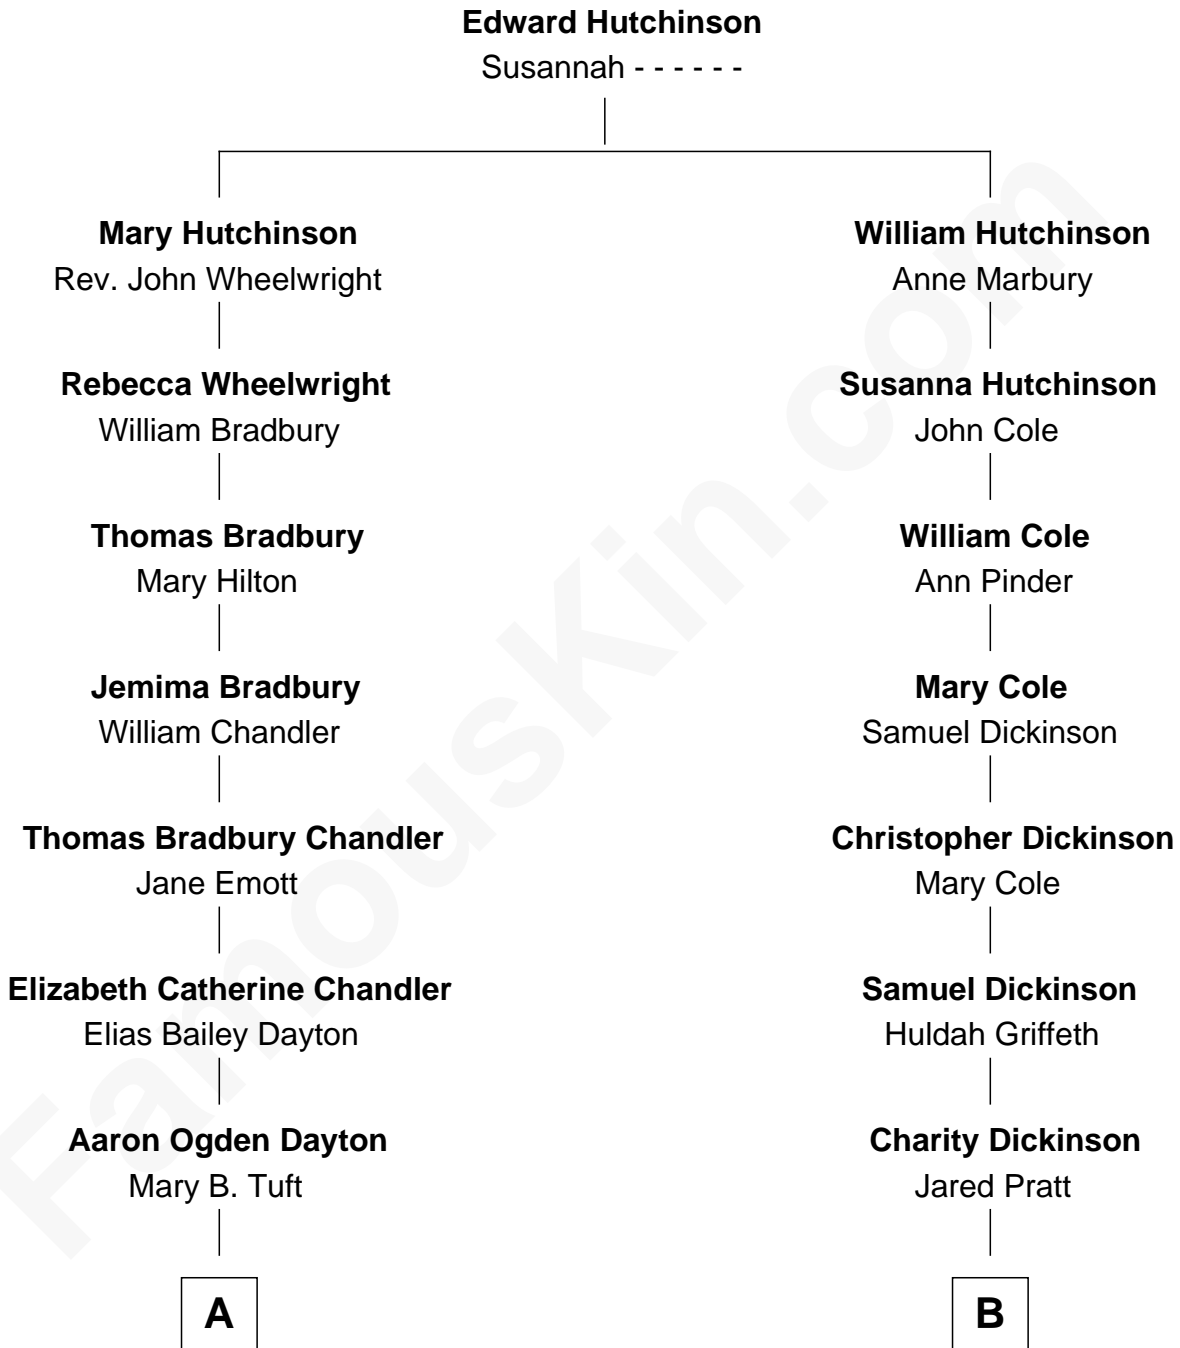 Edward Hutchinson
Susannah - - - - - -
Mary Hutchinson
Rev. John Wheelwright
William Hutchinson
Anne Marbury
Rebecca Wheelwright
William Bradbury
Susanna Hutchinson
John Cole
Thomas Bradbury
Mary Hilton
William Cole
Ann Pinder
Jemima Bradbury
William Chandler
Mary Cole
Samuel Dickinson
Thomas Bradbury Chandler
Jane Emott
Christopher Dickinson
Mary Cole
Elizabeth Catherine Chandler
Elias Bailey Dayton
Samuel Dickinson
Huldah Griffeth
Aaron Ogden Dayton
Mary B. Tuft
Charity Dickinson
Jared Pratt
A
B
FamousKin.com